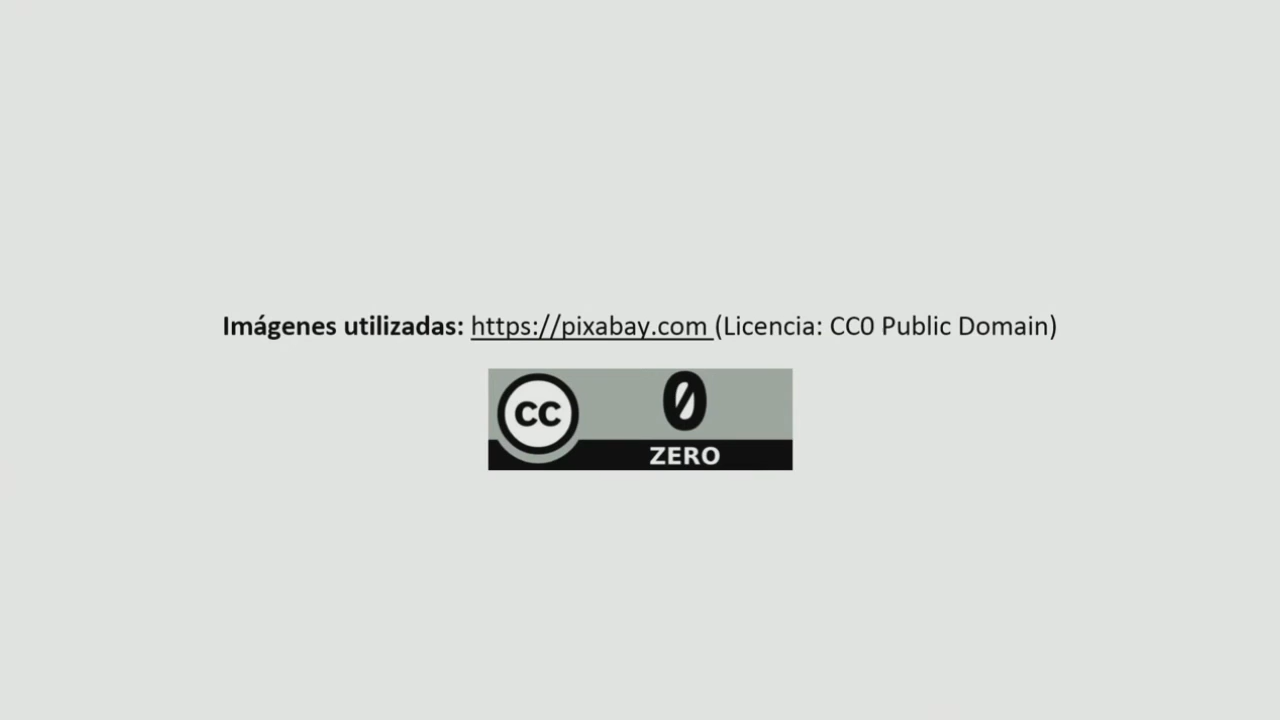 Imágenes utilizadas: https://pixabay.com (Licencia: CC0 Public Domain)
cc 0
ZERO